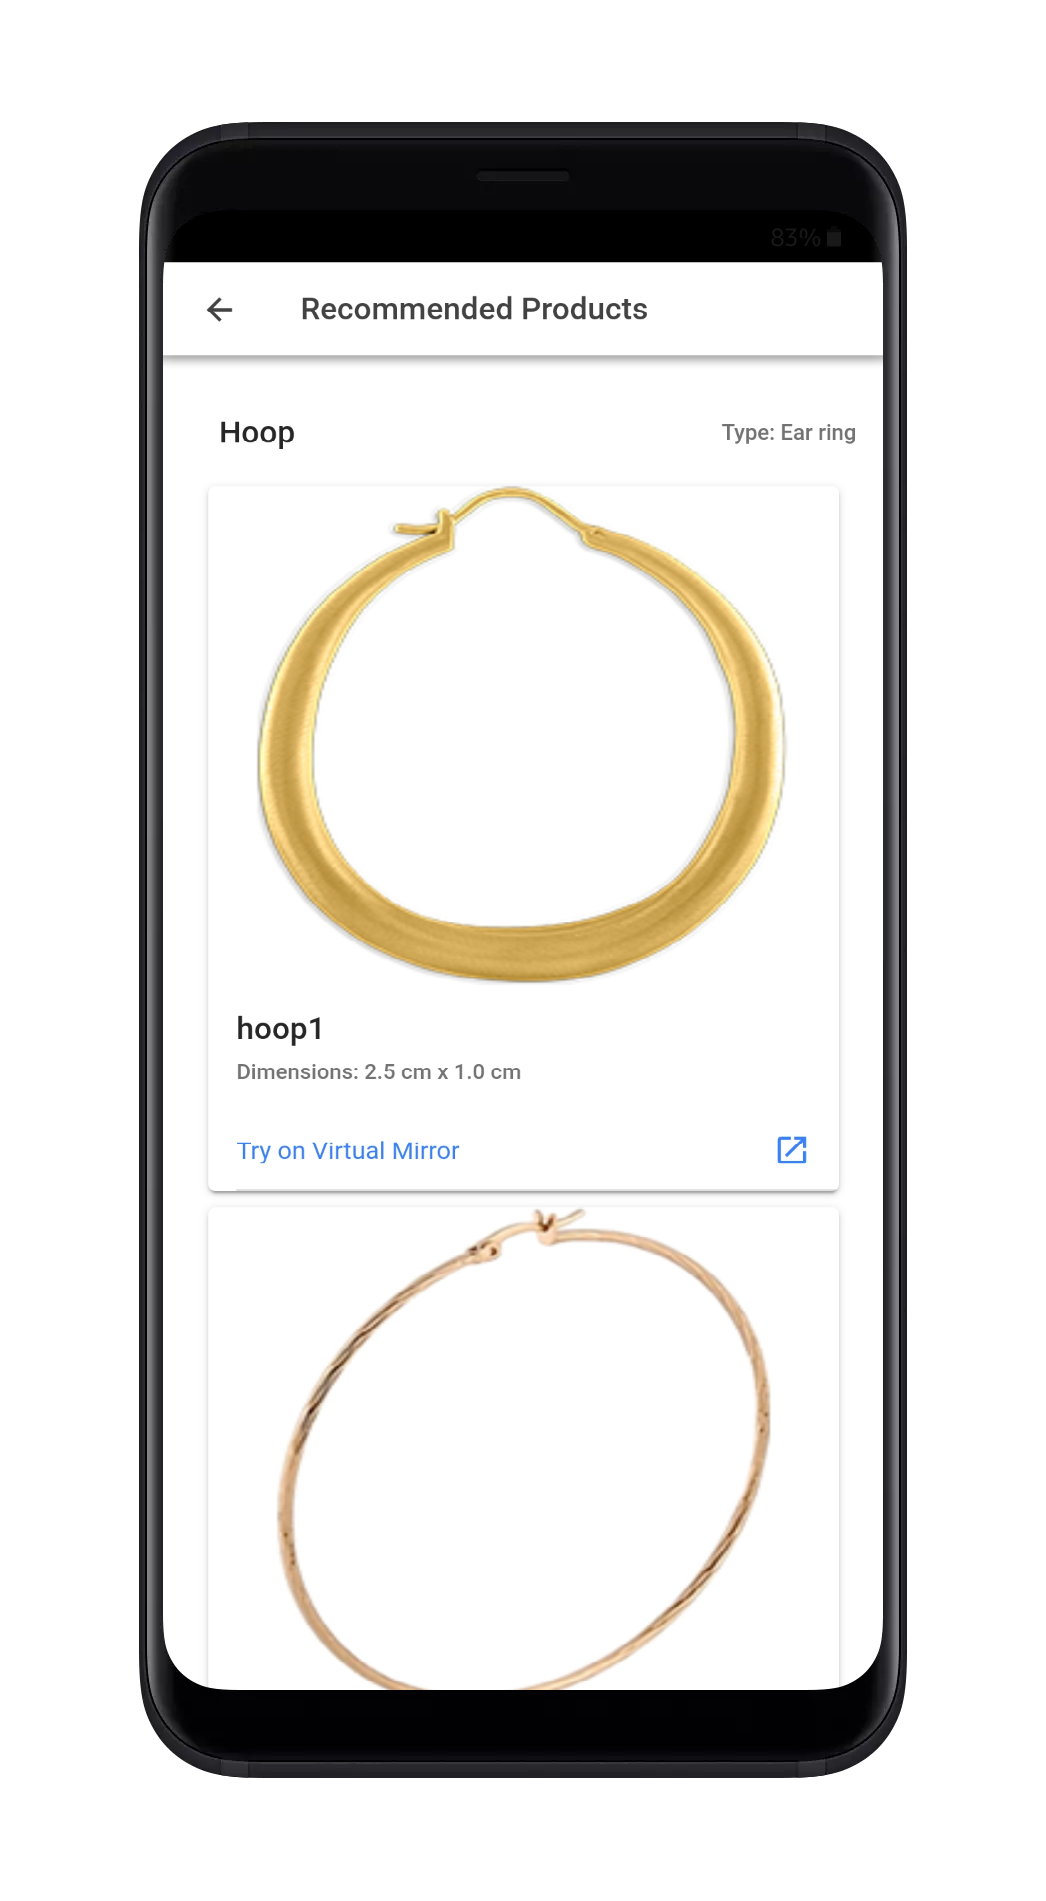 83%
Recommended Products
Hoop
Type: Ear ring
hoop1
Dimensions: 2.5 cm x 1.0 cm
Try on Virtual Mirror